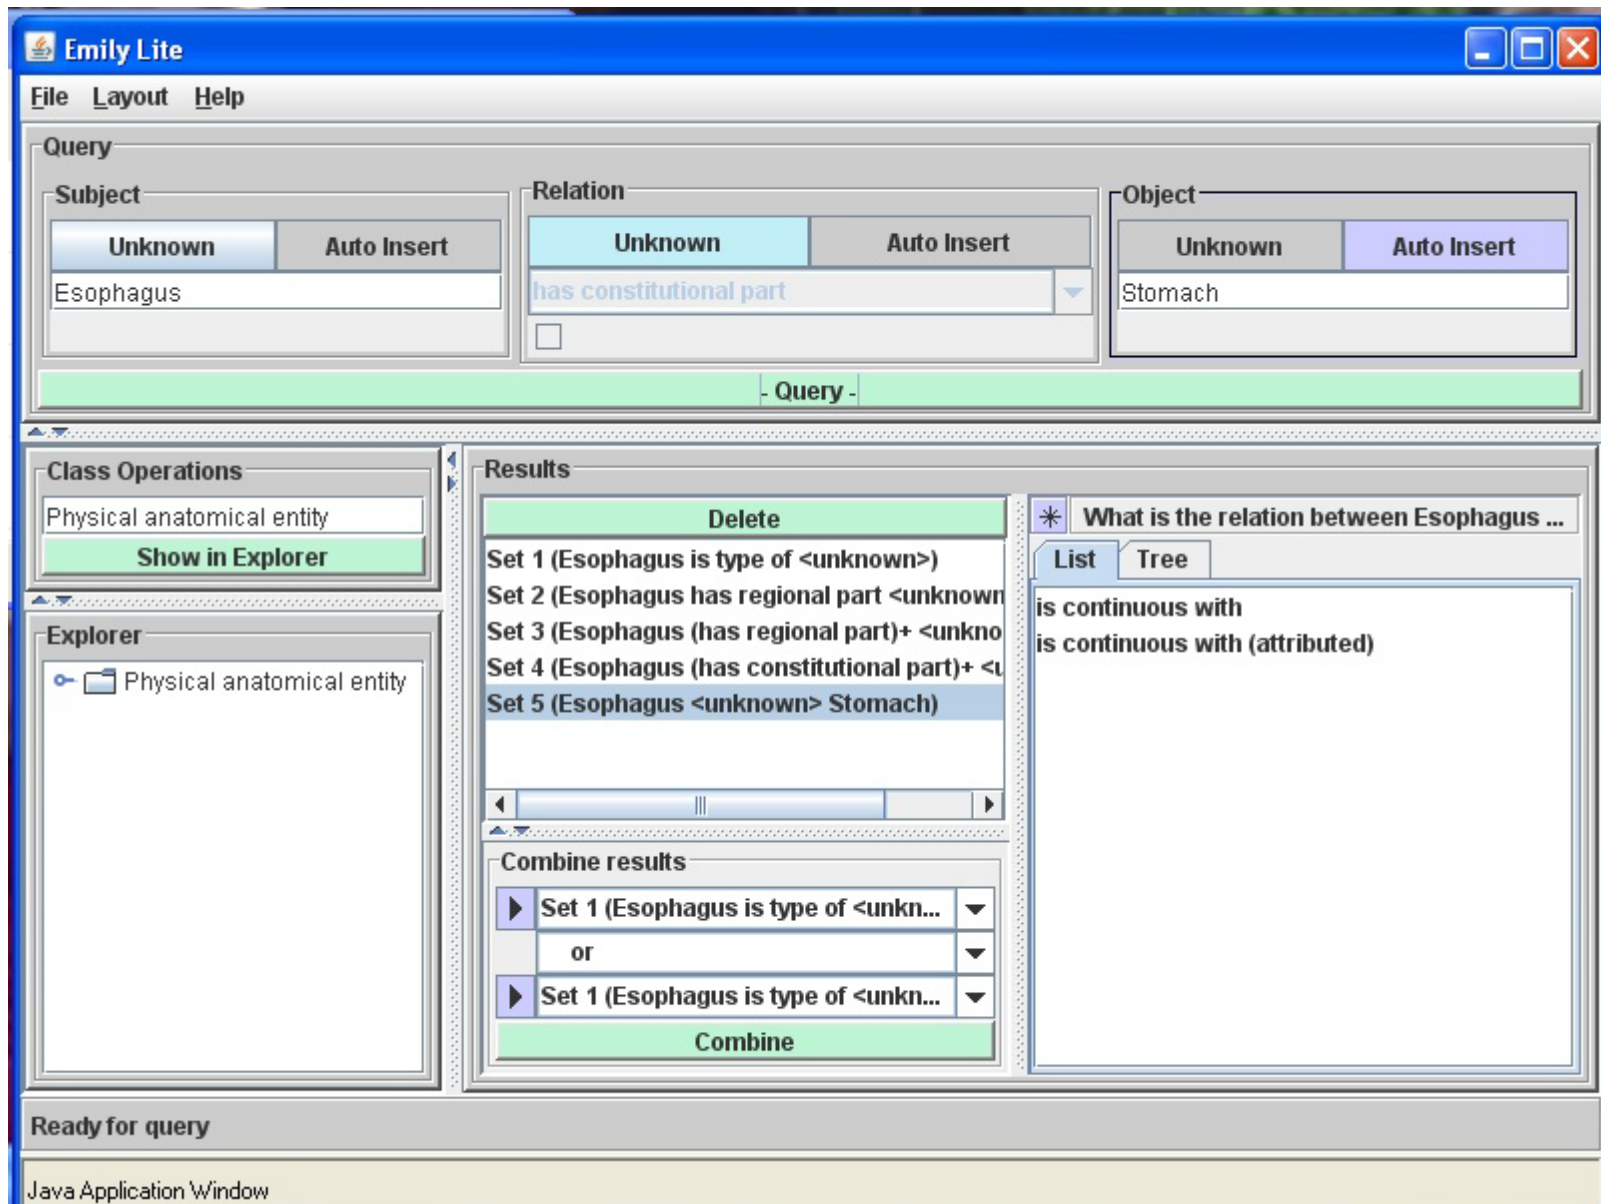 Emily Lite
File Layout Help
Query
Subject
Unknown Auto Insert
Esophagus
Relation
Unknown Auto Insert
has constitutional part
Object
Unknown Auto Insert
Stomach
- Query -
Class Operations
Physical anatomical entity
Show in Explorer
Explorer
Physical anatomical entity
Results
Delete
Set 1 (Esophagus is type of <unknown>)
Set 2 (Esophagus has regional part <unknown
Set 3 (Esophagus (has regional part)+ <unkno
Set 4 (Esophagus (has constitutional part)+ <u
Set 5 (Esophagus <unknown> Stomach)
Combine results
Set 1 (Esophagus is type of <unkn...
or
Set 1 (Esophagus is type of <unkn...
Combine
What is the relation between Esophagus ...
List Tree
is continuous with
is continuous with (attributed)
Ready for query
Java Application Window